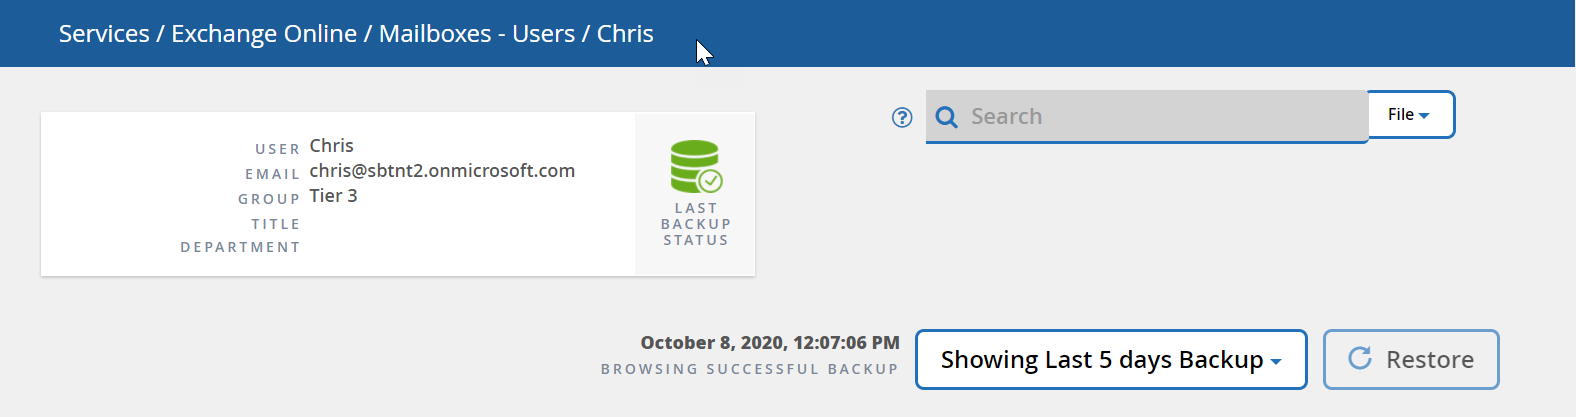 Services / Exchange Online / Mailboxes - Users / Chris
USER Chris
EMAIL chris@sbtnt2.onmicrosoft.com
GROUP Tier 3
TITLE
DEPARTMENT
LAST
BACKUP
STATUS
? Search File
October 8, 2020, 12:07:06 PM
BROWSING SUCCESSFUL BACKUP
Showing Last 5 days Backup
Restore